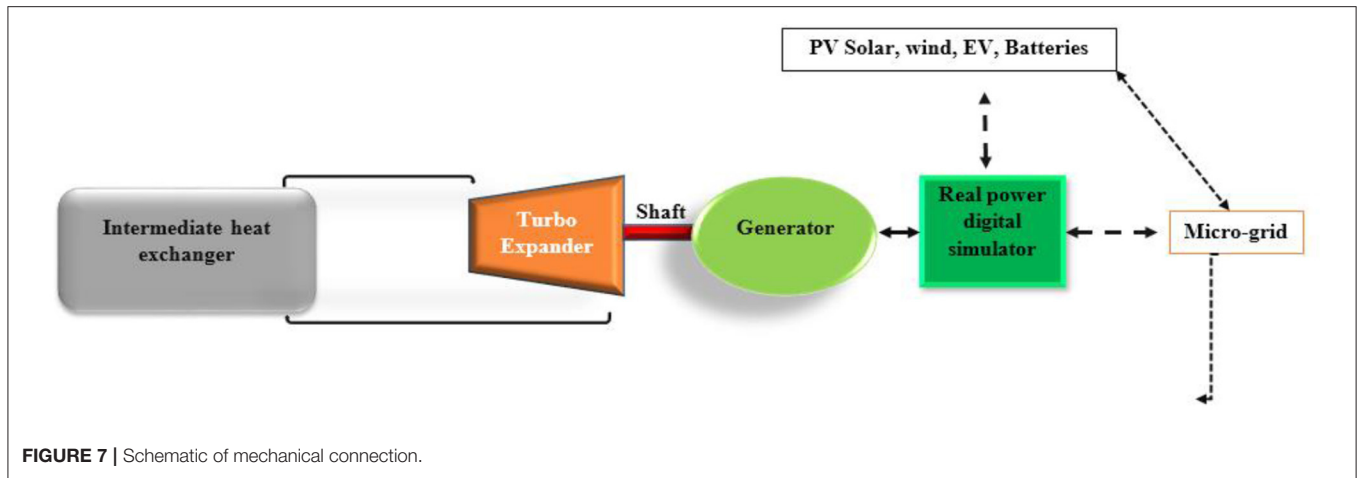 PV Solar, wind, EV, Batteries
Intermediate heat
exchanger
Turbo
Expander
Shaft
Generator
Real power
digital
simulator
Micro-grid
FIGURE 7 | Schematic of mechanical connection.